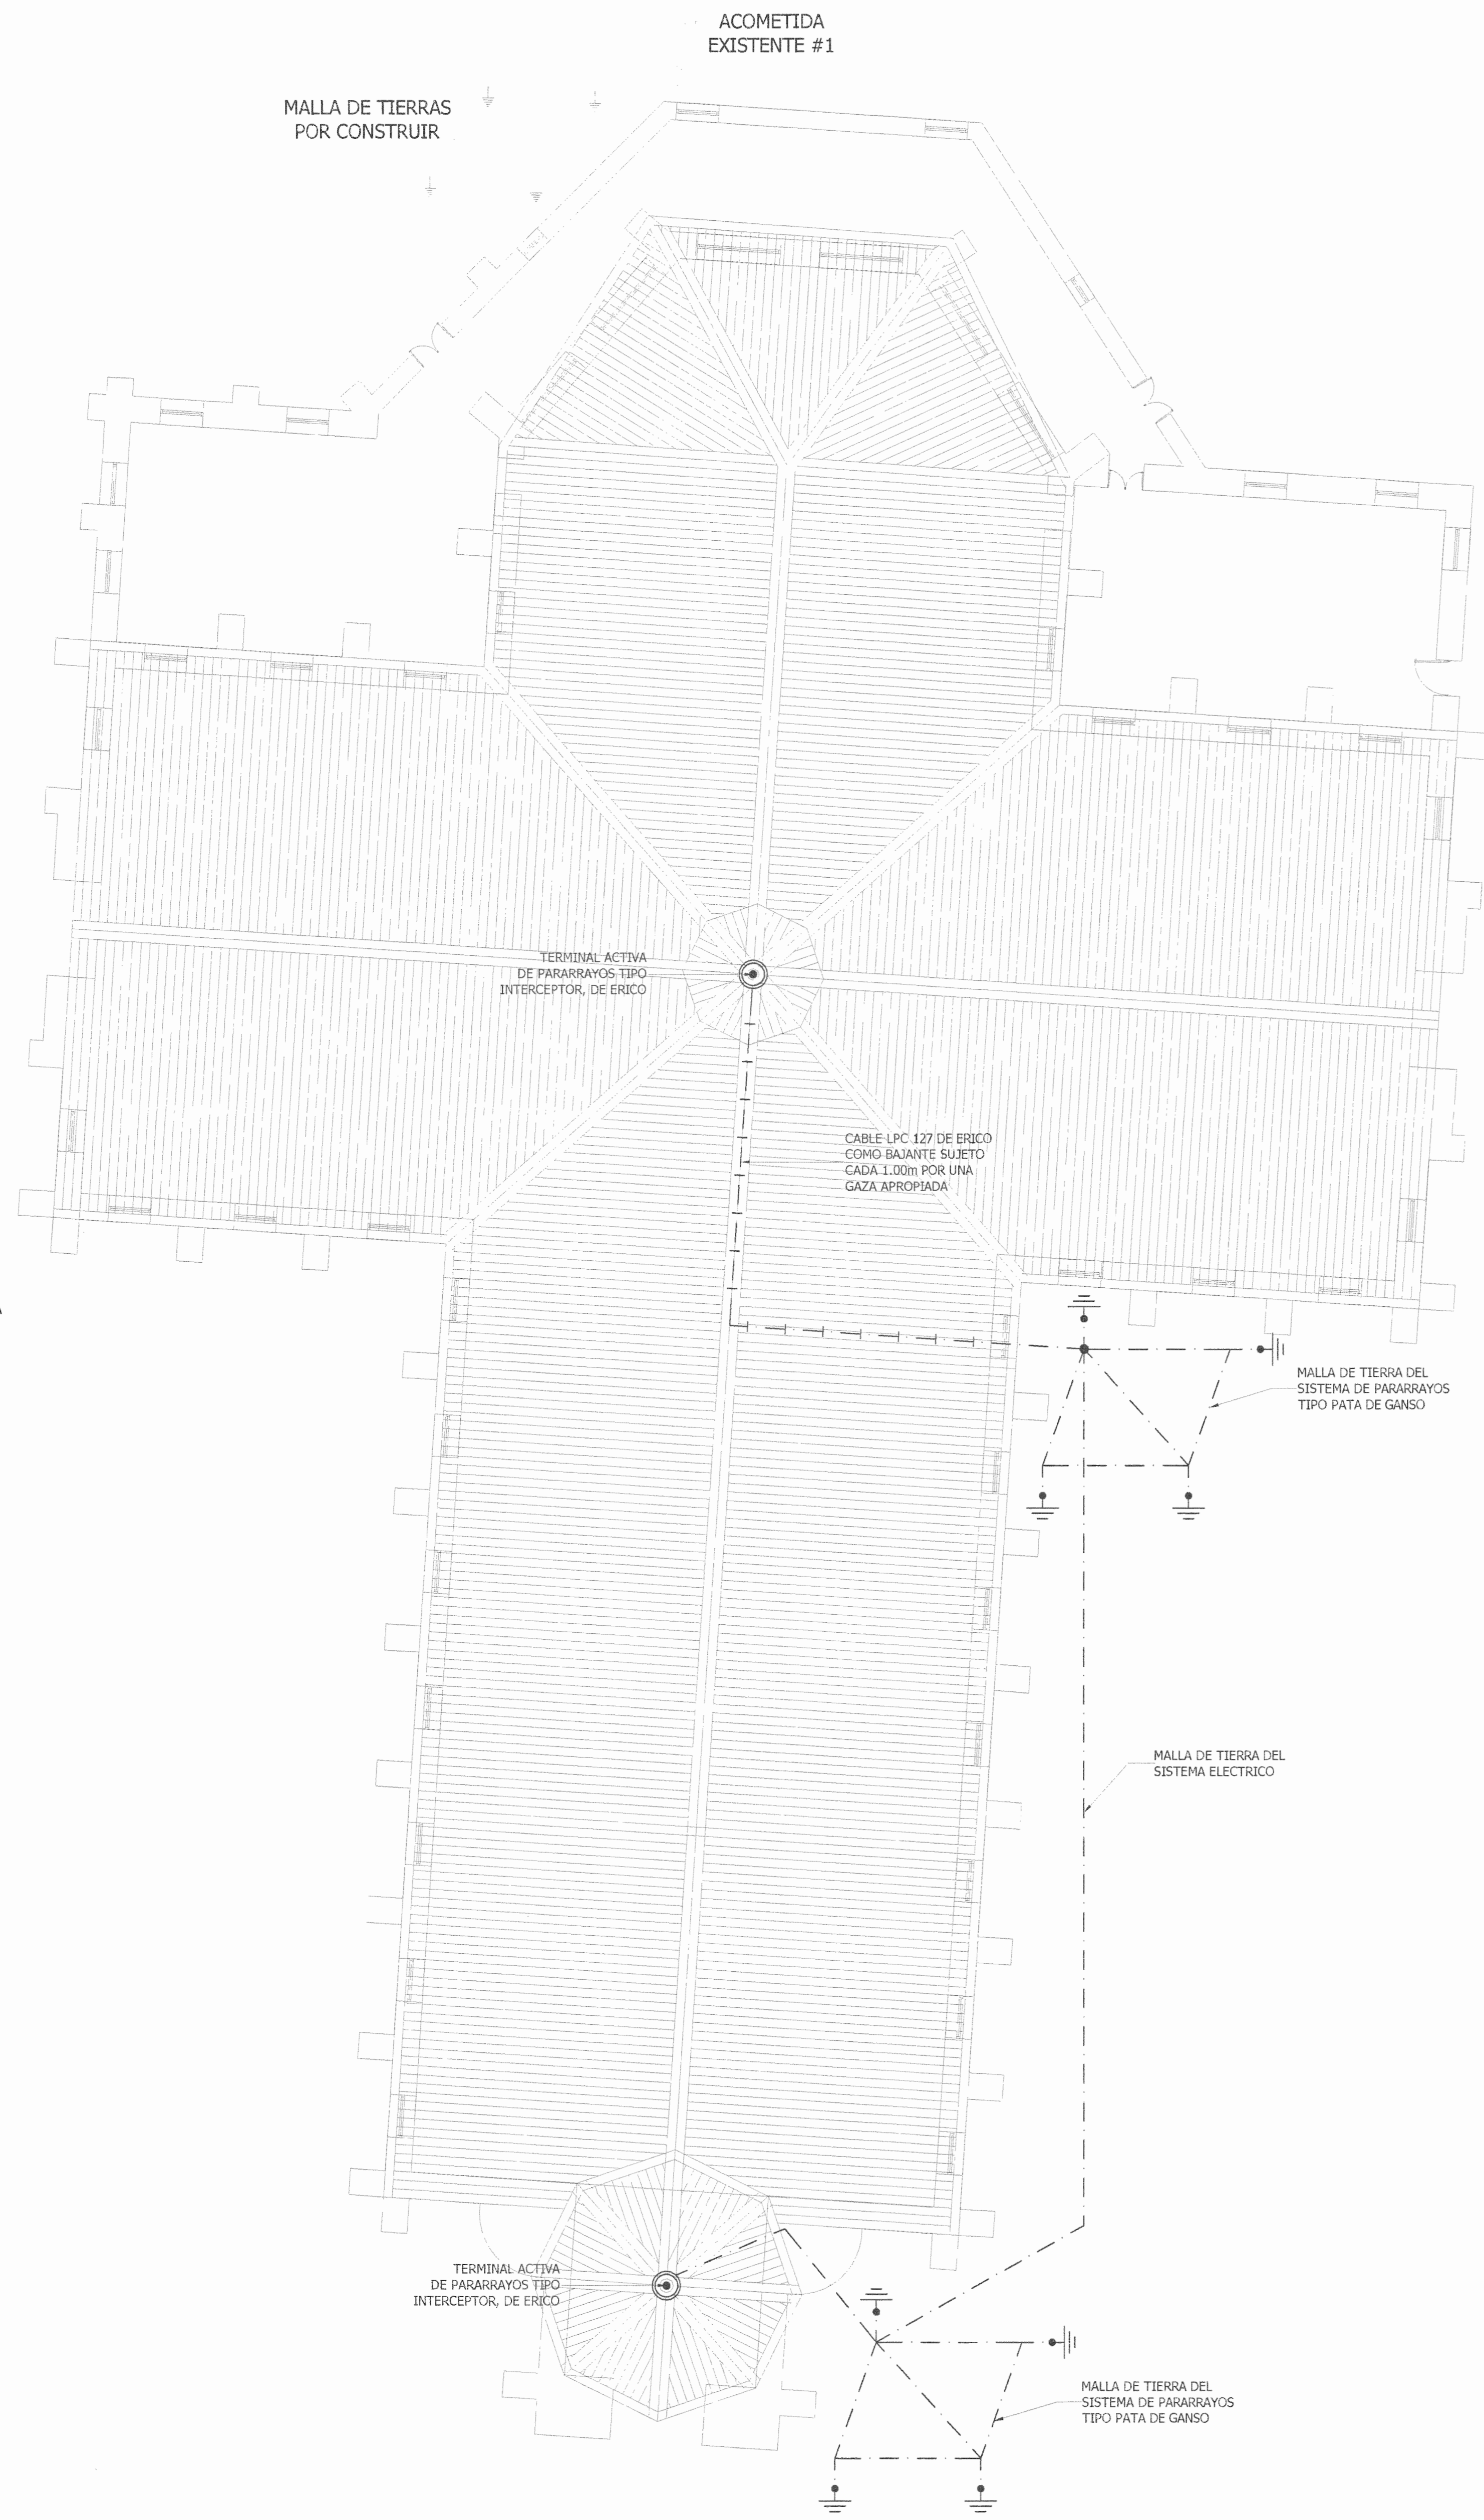 ACOMETIDA
EXISTENTE #1
MALLA DE TIERRAS
POR CONSTRUIR
TERMINAL ACTIVA
DE PARARRAYOS TIPO
INTERCEPTOR, DE ERICO
CABLE LPC 127 DE ERICO
COMO BAJANTE SUJETO
CADA 1.00m POR UNA
GAZA APROPIADA
MALLA DE TIERRA DEL
SISTEMA DE PARARRAYOS
TIPO PATA DE GANSO
MALLA DE TIERRA DEL
SISTEMA ELECTRICO
TERMINAL ACTIVA
DE PARARRAYOS TIPO
INTERCEPTOR, DE ERICO
MALLA DE TIERRA DEL
SISTEMA DE PARARRAYOS
TIPO PATA DE GANSO